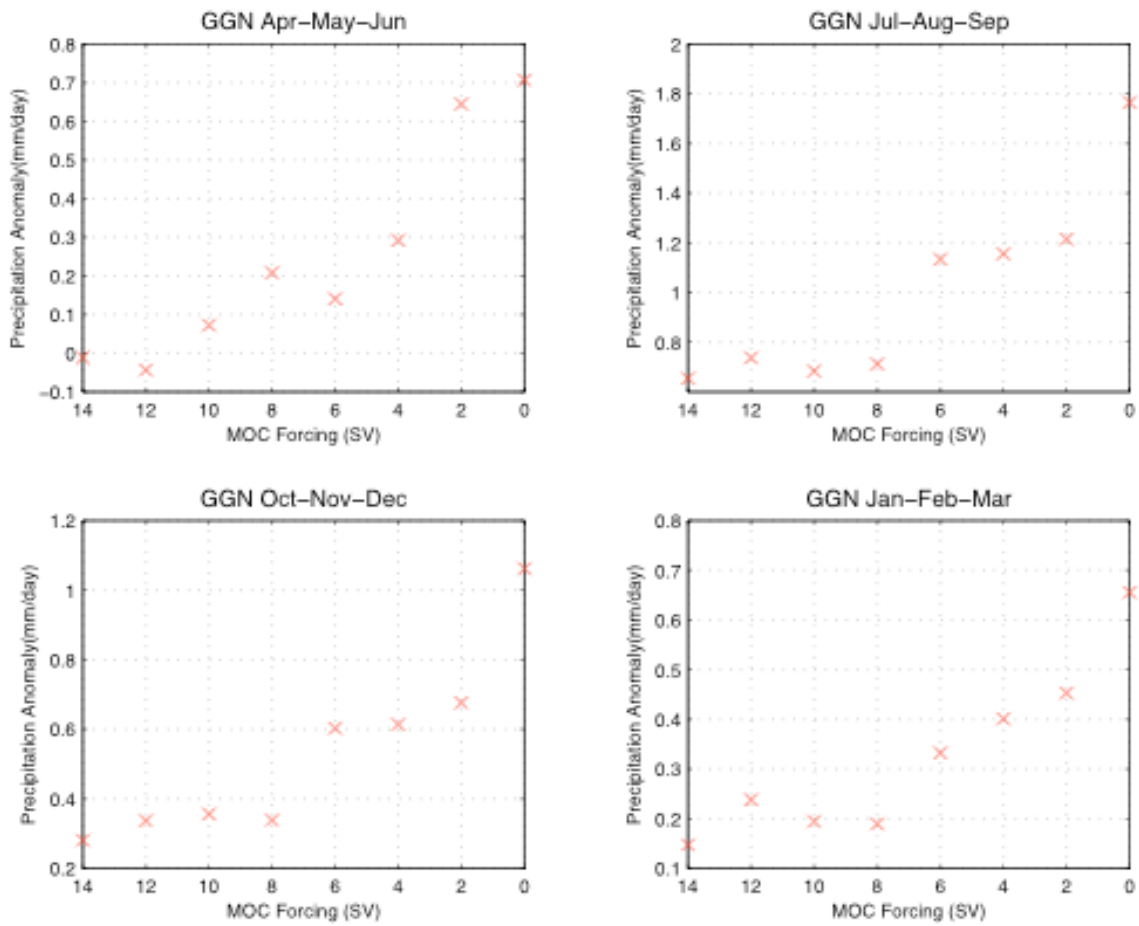 GGN Apr–May–Jun
Precipitation Anomaly(mm/day)
0.8
0.7
0.6
0.5
0.4
0.3
0.2
0.1
0
−0.1
14 12 10 8 6 4 2 0
MOC Forcing (SV)
GGN Jul–Aug–Sep
Precipitation Anomaly(mm/day)
2
1.8
1.6
1.4
1.2
1
0.8
14 12 10 8 6 4 2 0
MOC Forcing (SV)
GGN Oct–Nov–Dec
Precipitation Anomaly(mm/day)
1.2
1
0.8
0.6
0.4
0.2
14 12 10 8 6 4 2 0
MOC Forcing (SV)
GGN Jan–Feb–Mar
Precipitation Anomaly(mm/day)
0.8
0.7
0.6
0.5
0.4
0.3
0.2
0.1
14 12 10 8 6 4 2 0
MOC Forcing (SV)